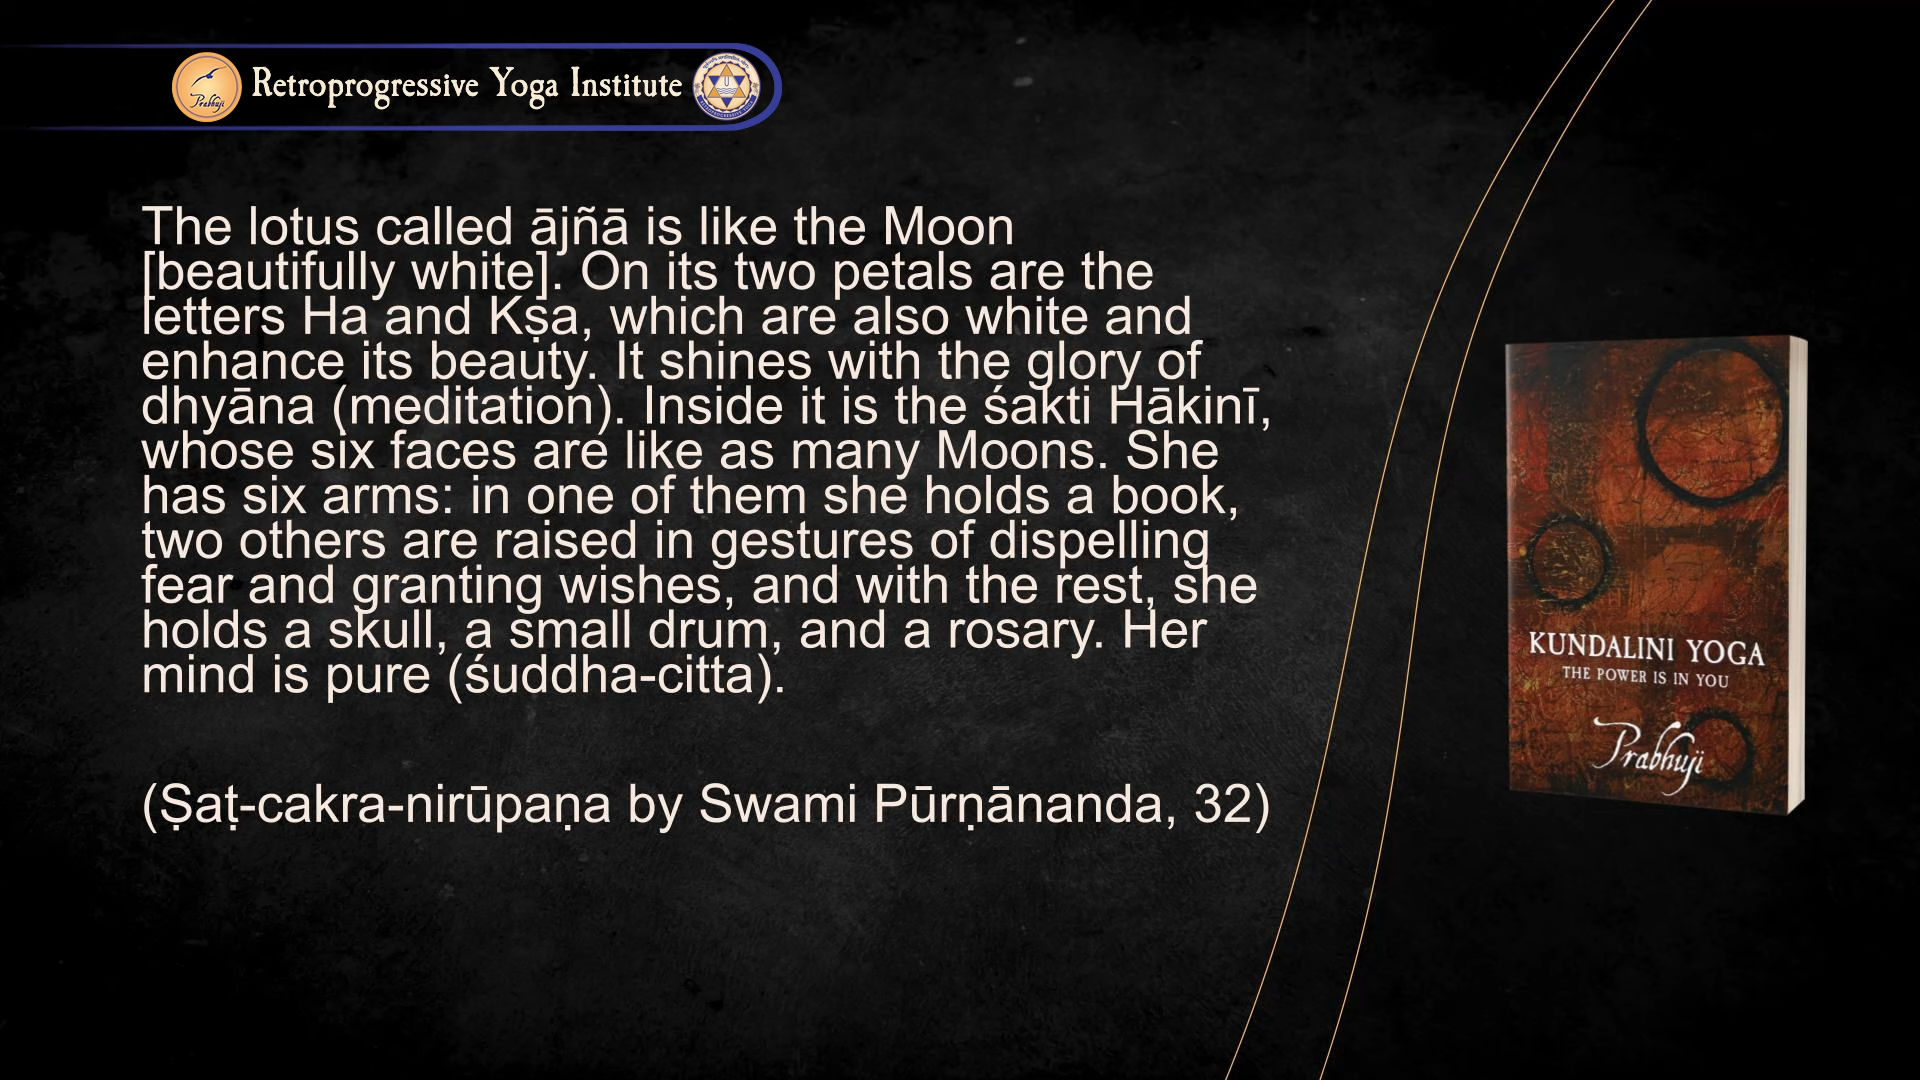 Prabhuji
Retroprogressive Yoga Institute
The lotus called ājñā is like the Moon
[beautifully white]. On its two petals are the
letters Ha and Kṣa, which are also white and
enhance its beauty. It shines with the glory of
dhyāna (meditation). Inside it is the śakti Hākinī,
whose six faces are like as many Moons. She
has six arms: in one of them she holds a book,
two others are raised in gestures of dispelling
fear and granting wishes, and with the rest, she
holds a skull, a small drum, and a rosary. Her
mind is pure (śuddha-citta).
(Ṣaṭ-cakra-nirūpaṇa by Swami Pūrṇānanda, 32)
KUNDALINI YOGA
THE POWER IS IN YOU
Prabhuji